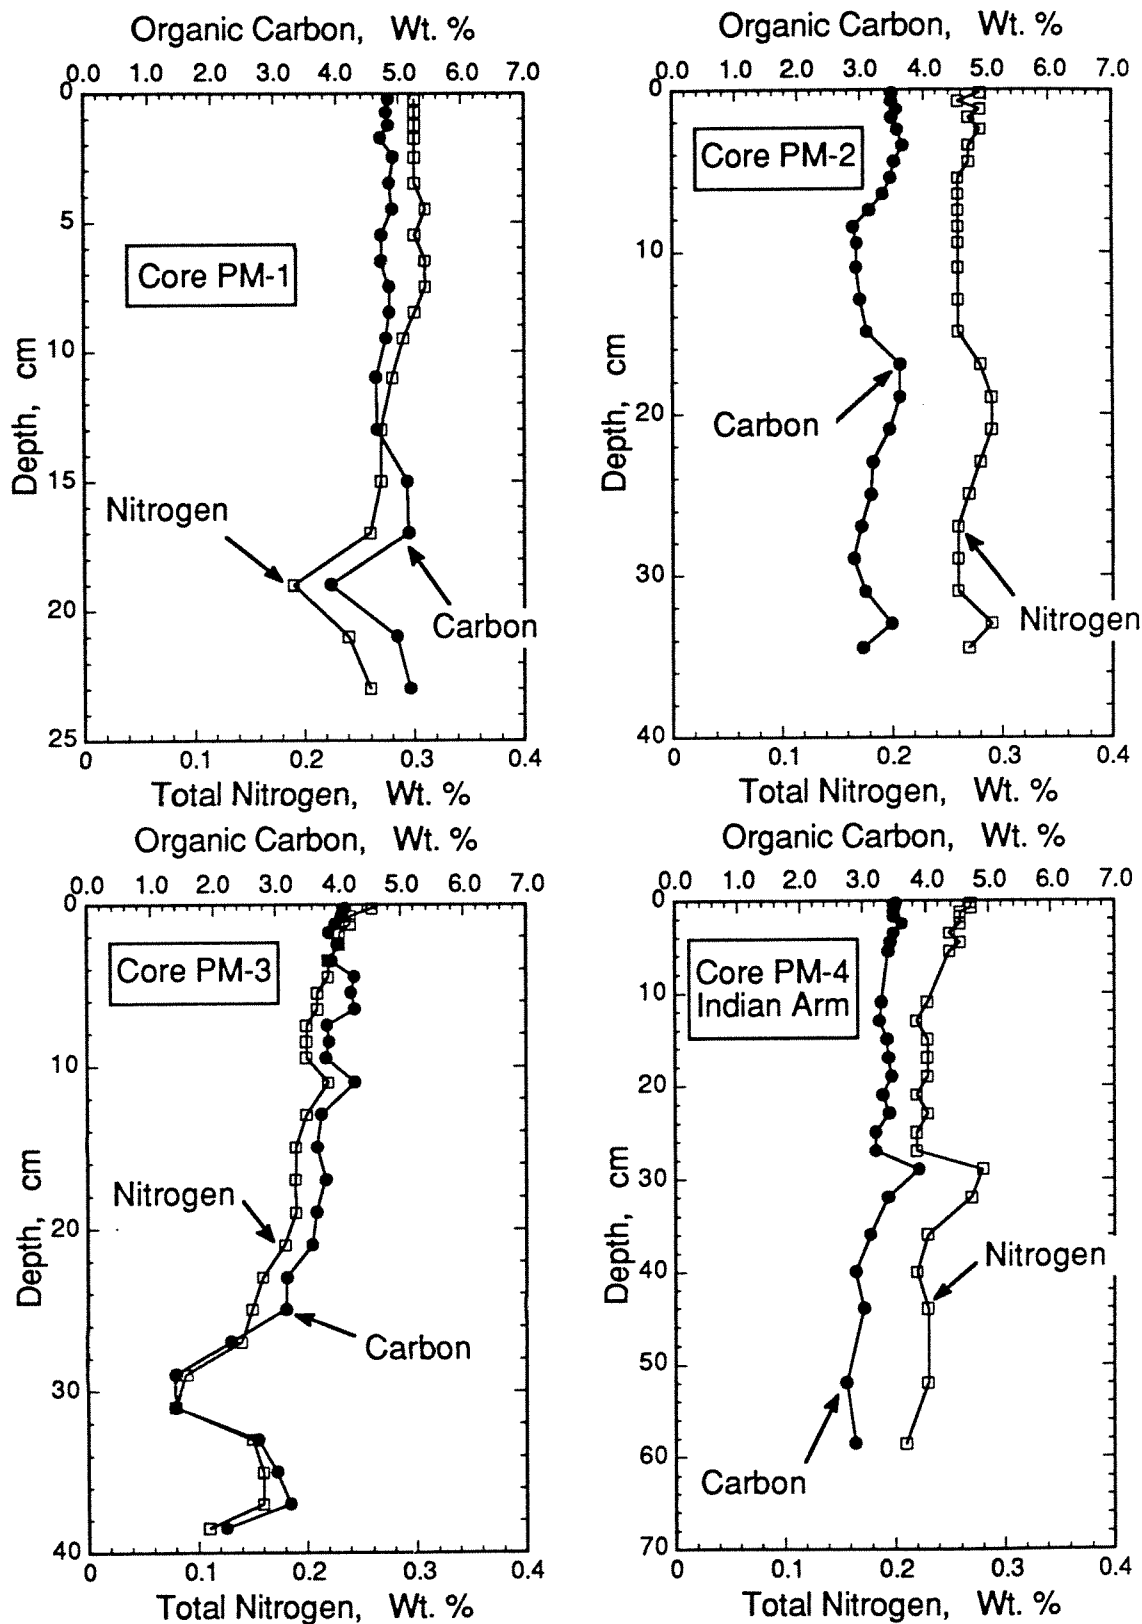 Organic Carbon, Wt. %
0.0 1.0 2.0 3.0 4.0 5.0 6.0 7.0
0
5
10
15
20
25
Depth, cm
Core PM-1
Nitrogen
Carbon
0 0.1 0.2 0.3 0.4
Total Nitrogen, Wt. %
Organic Carbon, Wt. %
0.0 1.0 2.0 3.0 4.0 5.0 6.0 7.0
0
10
20
30
40
Depth, cm
Core PM-2
Carbon
Nitrogen
0 0.1 0.2 0.3 0.4
Total Nitrogen, Wt. %
Organic Carbon, Wt. %
0.0 1.0 2.0 3.0 4.0 5.0 6.0 7.0
0
10
20
30
40
Depth, cm
Core PM-3
Nitrogen
Carbon
0 0.1 0.2 0.3 0.4
Total Nitrogen, Wt. %
Organic Carbon, Wt. %
0.0 1.0 2.0 3.0 4.0 5.0 6.0 7.0
0
10
20
30
40
50
60
70
Depth, cm
Core PM-4
Indian Arm
Nitrogen
Carbon
0 0.1 0.2 0.3 0.4
Total Nitrogen, Wt. %